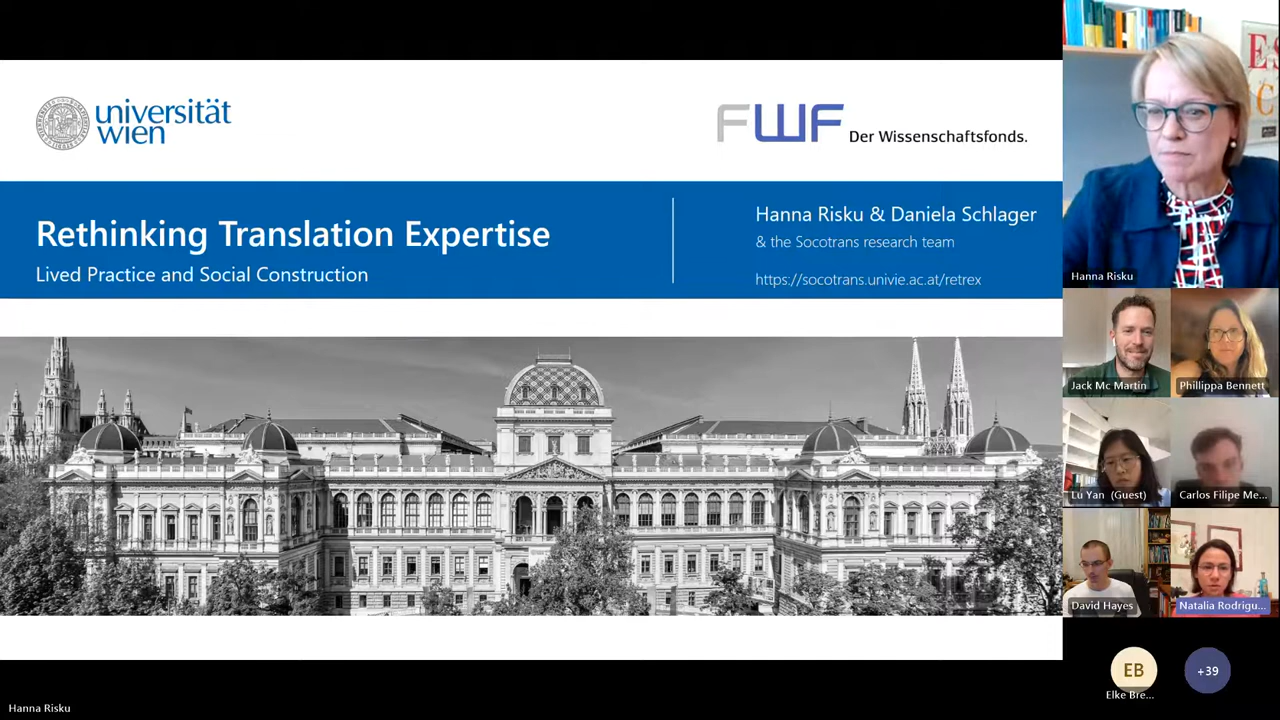 universität
wien
FWF Der Wissenschaftsfonds.
Rethinking Translation Expertise
Lived Practice and Social Construction
Hanna Risku & Daniela Schlager
& the Socotrans research team
https://socotrans.univie.ac.at/retrex
Hanna Risku
Jack Mc Martin
Phillippa Bennett
Lu Yan (Guest)
Carlos Filipe Me...
David Hayes
Natalia Rodrigu...
EB
Elke Bre...
+39
Hanna Risku